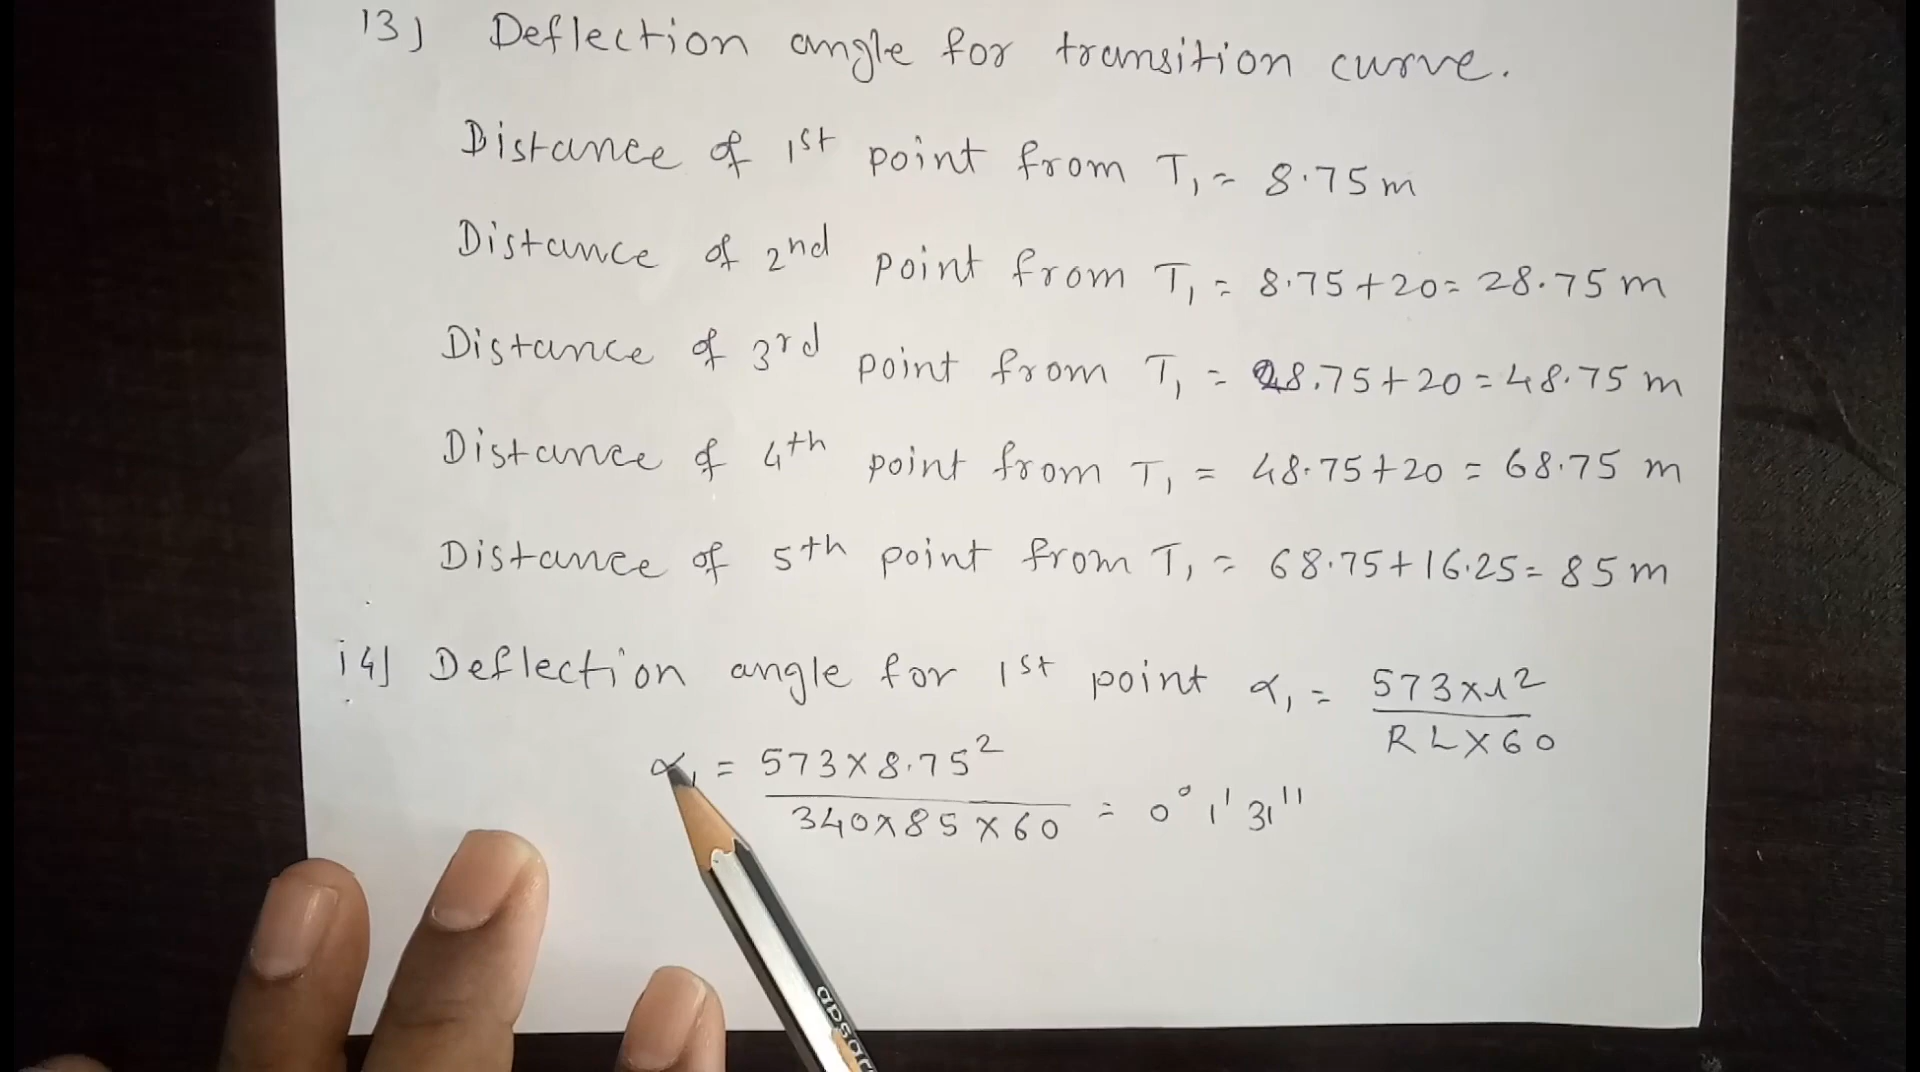 13) Deflection angle for transition curve.
Distance of 1st point from T₁ = 8.75 m
Distance of 2nd point from T₁ = 8.75 + 20 = 28.75 m
Distance of 3rd point from T₁ = 28.75 + 20 = 48.75 m
Distance of 4th point from T₁ = 48.75 + 20 = 68.75 m
Distance of 5th point from T₁ = 68.75 + 16.25 = 85 m
14) Deflection angle for 1st point α₁ = 573 × l² / RL × 60
α₁ = 573 × 8.75² / 340 × 85 × 60 = 0° 1' 31''
apsara